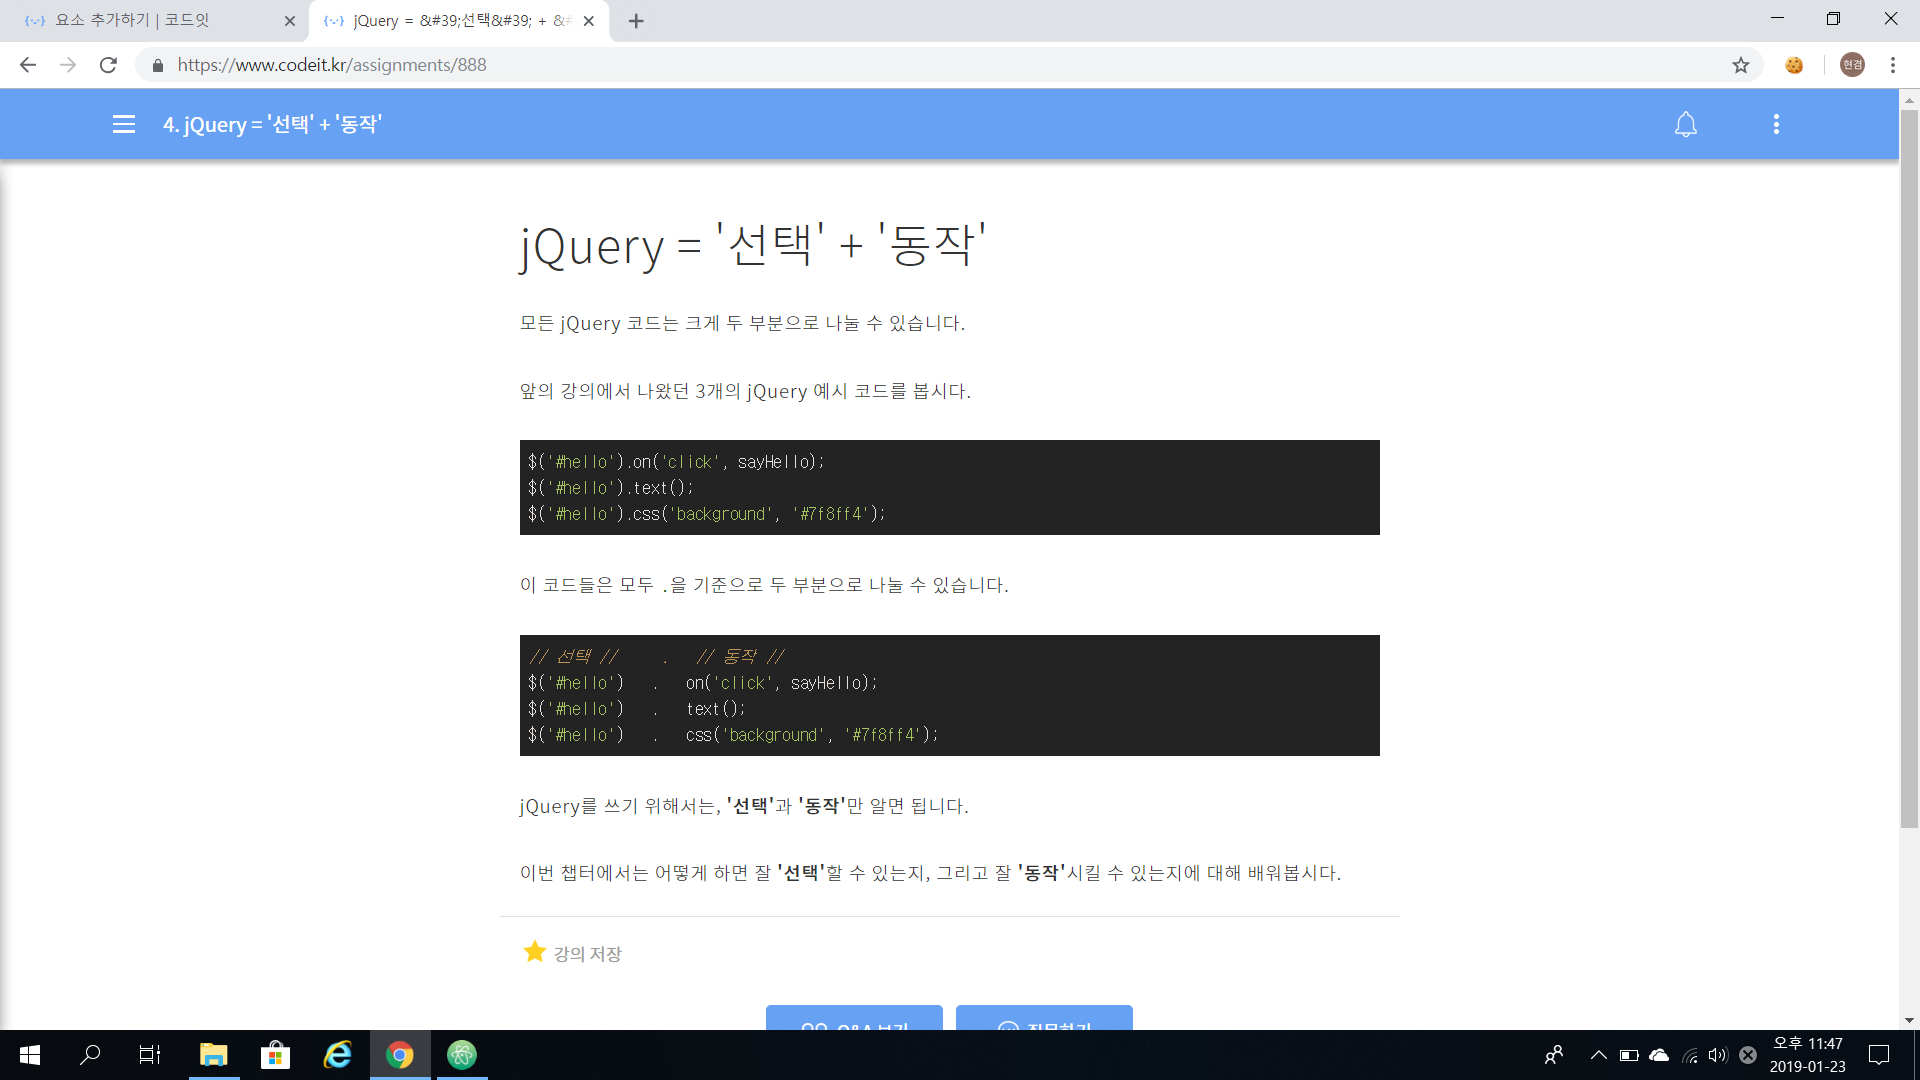 요소 추가하기 | 코드잇
jQuery = &#39;선택&#39; + &#
https://www.codeit.kr/assignments/888
현겸
4. jQuery = '선택' + '동작'
jQuery = '선택' + '동작'
모든 jQuery 코드는 크게 두 부분으로 나눌 수 있습니다.
앞의 강의에서 나왔던 3개의 jQuery 예시 코드를 봅시다.
$('#hello').on('click', sayHello);
$('#hello').text();
$('#hello').css('background', '#7f8ff4');
이 코드들은 모두 .을 기준으로 두 부분으로 나눌 수 있습니다.
// 선택 // . // 동작 //
$('#hello') . on('click', sayHello);
$('#hello') . text();
$('#hello') . css('background', '#7f8ff4');
jQuery를 쓰기 위해서는, '선택'과 '동작'만 알면 됩니다.
이번 챕터에서는 어떻게 하면 잘 '선택'할 수 있는지, 그리고 잘 '동작'시킬 수 있는지에 대해 배워봅시다.
강의 저장
Q&A 보기
질문하기
오후 11:47
2019-01-23